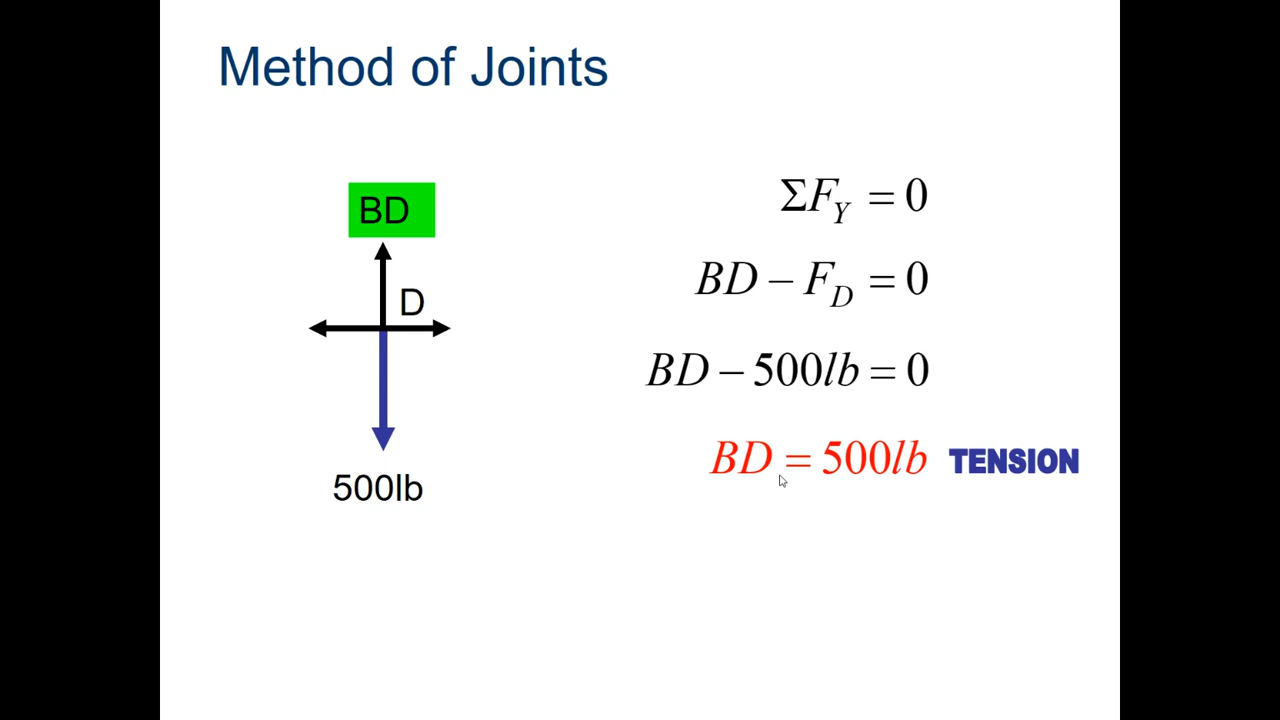 Method of Joints
BD
D
500lb
ΣF_Y = 0
BD − F_D = 0
BD − 500lb = 0
BD = 500lb TENSION